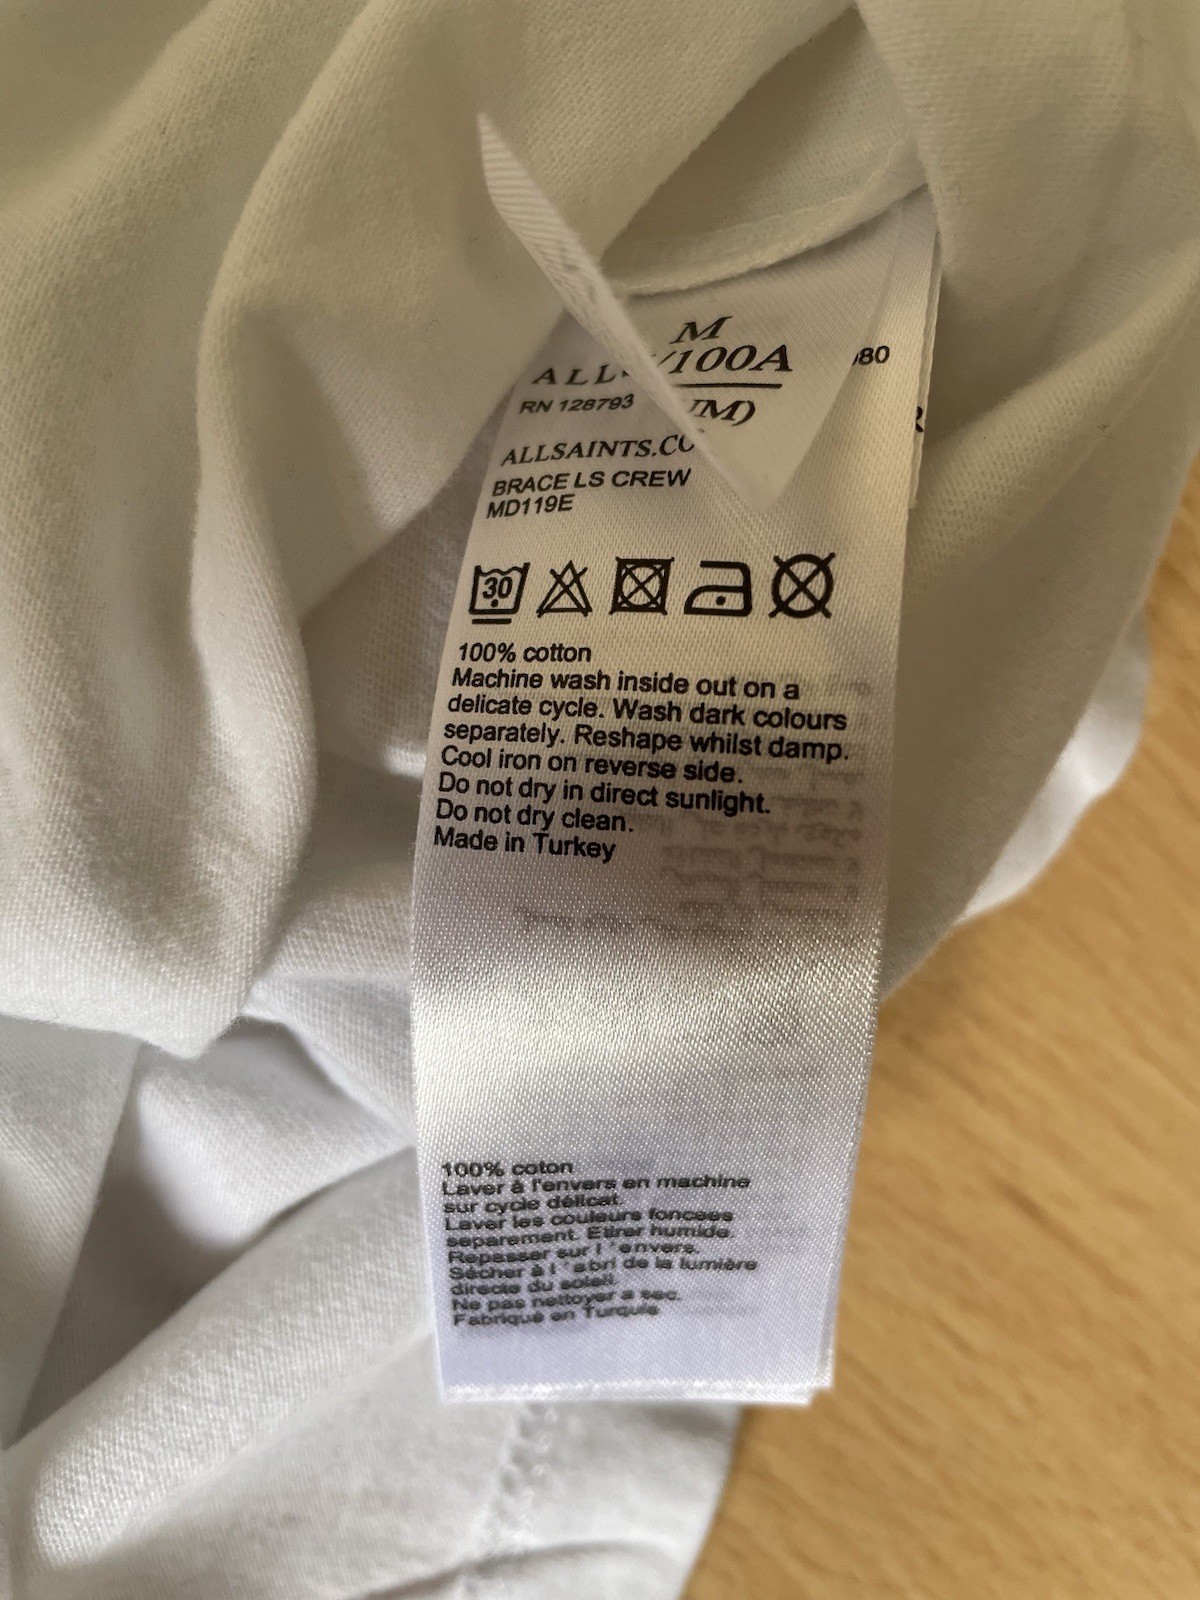 M
/100A
ALL
RN 128793
ALLSAINTS.CO
BRACE LS CREW
MD119E
30
100% cotton
Machine wash inside out on a
delicate cycle. Wash dark colours
separately. Reshape whilst damp.
Cool iron on reverse side.
Do not dry in direct sunlight.
Do not dry clean.
Made in Turkey
100% coton
Laver à l'envers en machine
sur cycle délicat.
Laver les couleurs foncees
separement. Etirer humide.
Repasser sur l'envers.
Sécher à l'abri de la lumière
directe du soleil.
Ne pas nettoyer a sec.
Fabriqué en Turquie